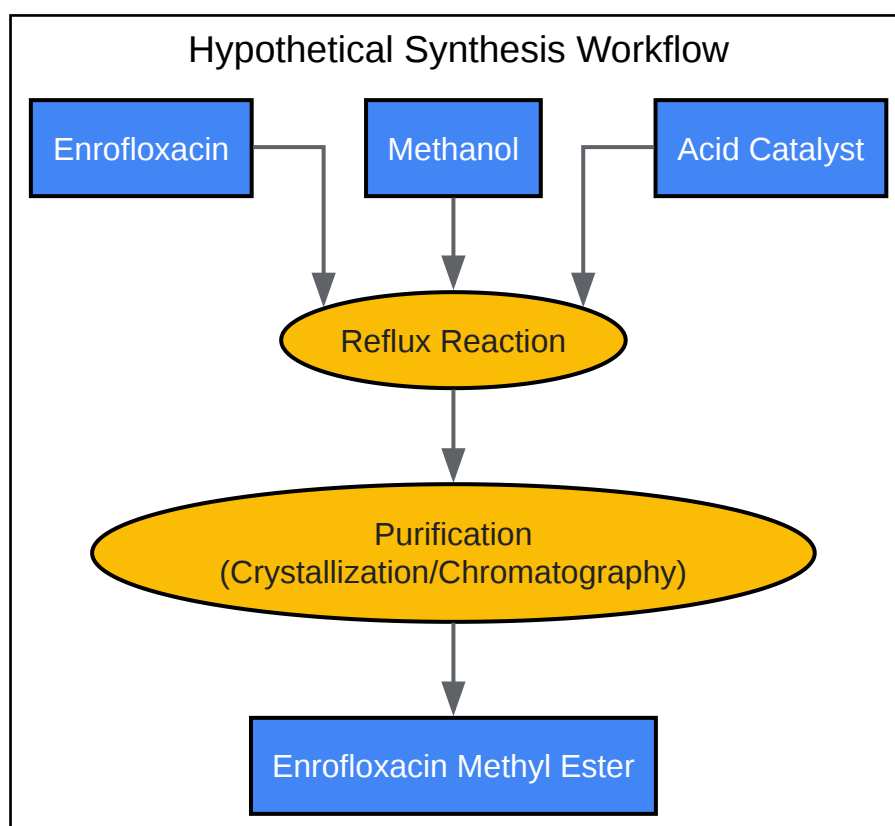 Hypothetical Synthesis Workflow
Enrofloxacin
Methanol
Acid Catalyst
Reflux Reaction
Purification
(Crystallization/Chromatography)
Enrofloxacin Methyl Ester